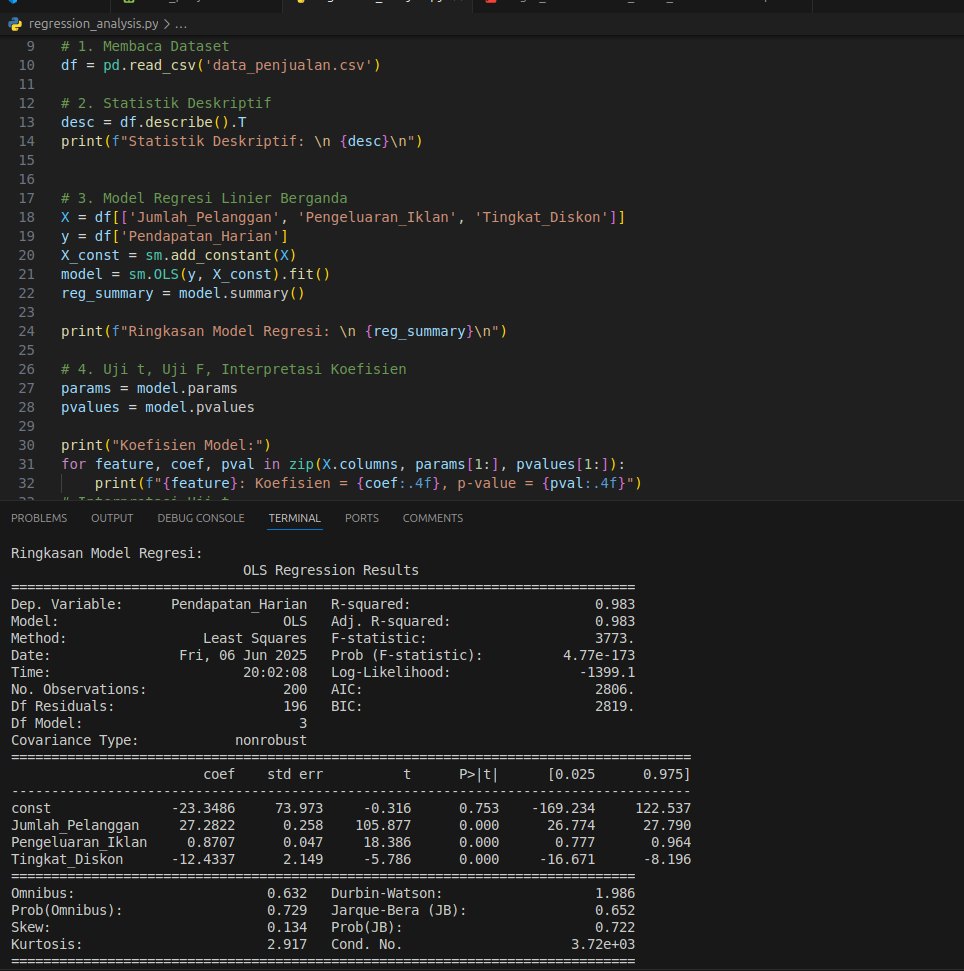 regression_analysis.py > ...
9 # 1. Membaca Dataset
10 df = pd.read_csv('data_penjualan.csv')
11
12 # 2. Statistik Deskriptif
13 desc = df.describe().T
14 print(f"Statistik Deskriptif: \n {desc}\n")
15
16
17 # 3. Model Regresi Linier Berganda
18 X = df[['Jumlah_Pelanggan', 'Pengeluaran_Iklan', 'Tingkat_Diskon']]
19 y = df['Pendapatan_Harian']
20 X_const = sm.add_constant(X)
21 model = sm.OLS(y, X_const).fit()
22 reg_summary = model.summary()
23
24 print(f"Ringkasan Model Regresi: \n {reg_summary}\n")
25
26 # 4. Uji t, Uji F, Interpretasi Koefisien
27 params = model.params
28 pvalues = model.pvalues
29
30 print("Koefisien Model:")
31 for feature, coef, pval in zip(X.columns, params[1:], pvalues[1:]):
32     print(f"{feature}: Koefisien = {coef:.4f}, p-value = {pval:.4f}")
PROBLEMS OUTPUT DEBUG CONSOLE TERMINAL PORTS COMMENTS
Ringkasan Model Regresi:
                            OLS Regression Results
==============================================================================
Dep. Variable:      Pendapatan_Harian   R-squared:                       0.983
Model:                            OLS   Adj. R-squared:                  0.983
Method:                 Least Squares   F-statistic:                     3773.
Date:                Fri, 06 Jun 2025   Prob (F-statistic):          4.77e-173
Time:                        20:02:08   Log-Likelihood:                -1399.1
No. Observations:                 200   AIC:                             2806.
Df Residuals:                     196   BIC:                             2819.
Df Model:                           3
Covariance Type:            nonrobust
=====================================================================================
                        coef    std err          t      P>|t|      [0.025      0.975]
-------------------------------------------------------------------------------------
const               -23.3486     73.973     -0.316      0.753    -169.234     122.537
Jumlah_Pelanggan     27.2822      0.258    105.877      0.000      26.774      27.790
Pengeluaran_Iklan     0.8707      0.047     18.386      0.000       0.777       0.964
Tingkat_Diskon      -12.4337      2.149     -5.786      0.000     -16.671      -8.196
==============================================================================
Omnibus:                        0.632   Durbin-Watson:                   1.986
Prob(Omnibus):                  0.729   Jarque-Bera (JB):                0.652
Skew:                           0.134   Prob(JB):                        0.722
Kurtosis:                       2.917   Cond. No.                     3.72e+03
==============================================================================